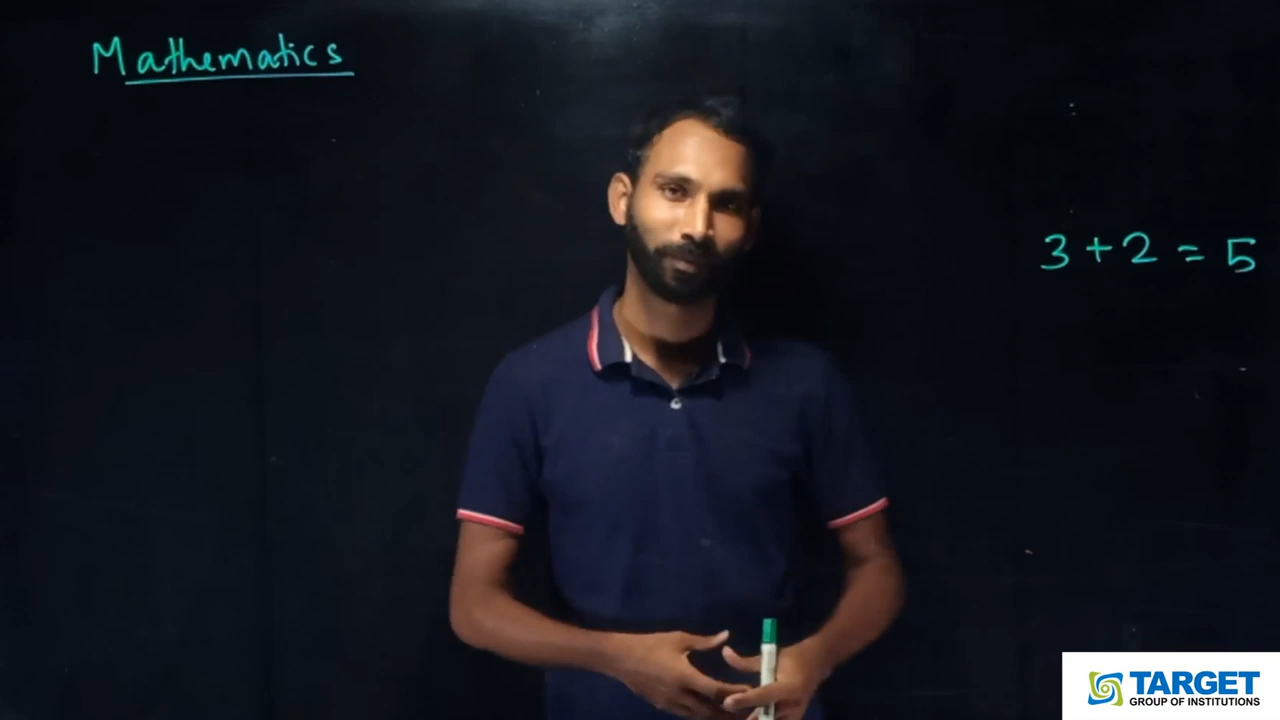 Mathematics
3 + 2 = 5
TARGET
GROUP OF INSTITUTIONS